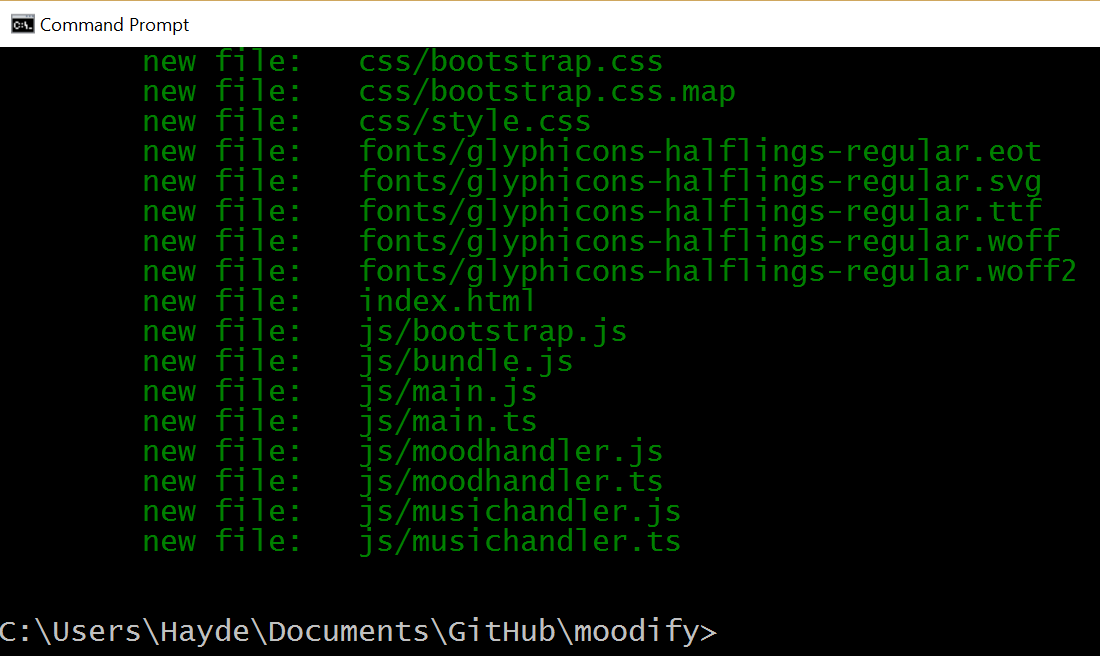 Command Prompt
new file:   css/bootstrap.css
new file:   css/bootstrap.css.map
new file:   css/style.css
new file:   fonts/glyphicons-halflings-regular.eot
new file:   fonts/glyphicons-halflings-regular.svg
new file:   fonts/glyphicons-halflings-regular.ttf
new file:   fonts/glyphicons-halflings-regular.woff
new file:   fonts/glyphicons-halflings-regular.woff2
new file:   index.html
new file:   js/bootstrap.js
new file:   js/bundle.js
new file:   js/main.js
new file:   js/main.ts
new file:   js/moodhandler.js
new file:   js/moodhandler.ts
new file:   js/musichandler.js
new file:   js/musichandler.ts
C:\Users\Hayde\Documents\GitHub\moodify>